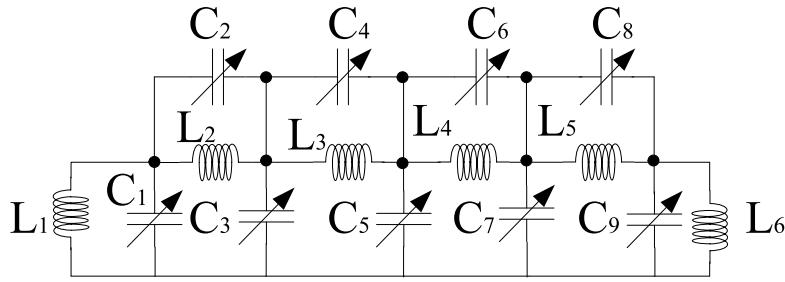 C₂ C₄ C₆ C₈
L₂ L₃ L₄ L₅
L₁ C₁ C₃ C₅ C₇ C₉ L₆